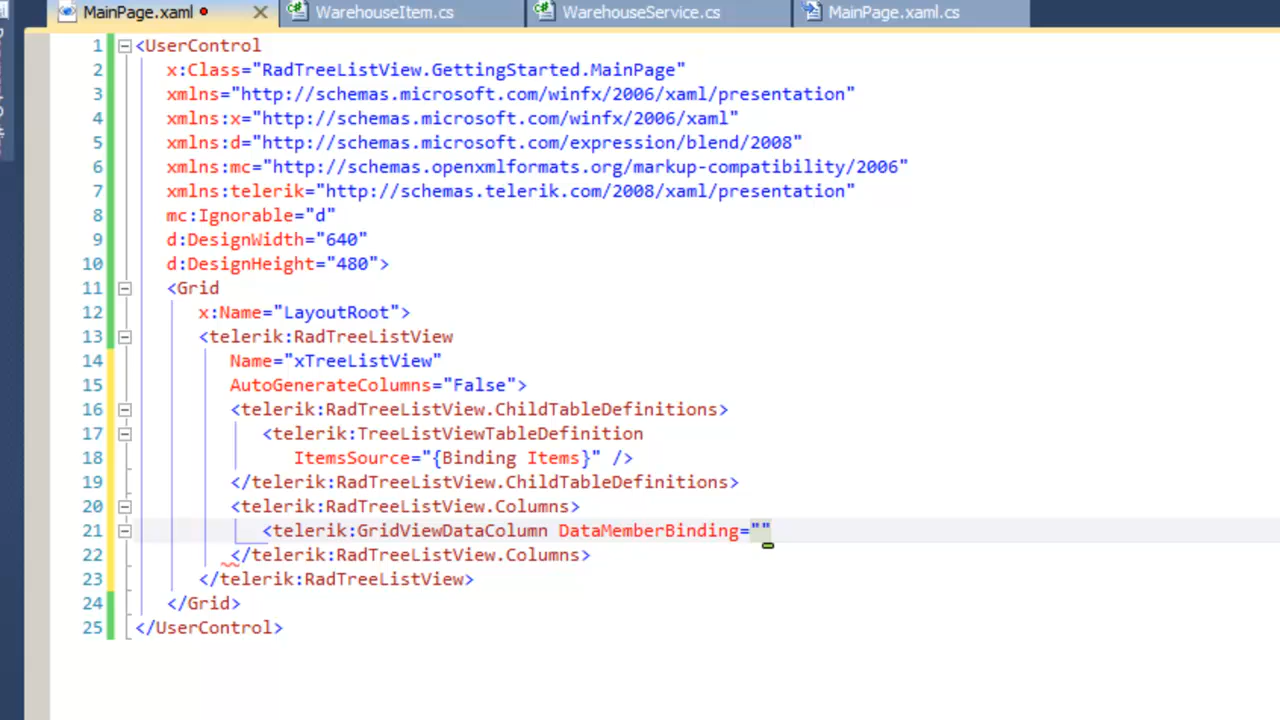 MainPage.xaml WarehouseItem.cs WarehouseService.cs MainPage.xaml.cs
1 <UserControl
2 x:Class="RadTreeListView.GettingStarted.MainPage"
3 xmlns="http://schemas.microsoft.com/winfx/2006/xaml/presentation"
4 xmlns:x="http://schemas.microsoft.com/winfx/2006/xaml"
5 xmlns:d="http://schemas.microsoft.com/expression/blend/2008"
6 xmlns:mc="http://schemas.openxmlformats.org/markup-compatibility/2006"
7 xmlns:telerik="http://schemas.telerik.com/2008/xaml/presentation"
8 mc:Ignorable="d"
9 d:DesignWidth="640"
10 d:DesignHeight="480">
11 <Grid
12 x:Name="LayoutRoot">
13 <telerik:RadTreeListView
14 Name="xTreeListView"
15 AutoGenerateColumns="False">
16 <telerik:RadTreeListView.ChildTableDefinitions>
17 <telerik:TreeListViewTableDefinition
18 ItemsSource="{Binding Items}" />
19 </telerik:RadTreeListView.ChildTableDefinitions>
20 <telerik:RadTreeListView.Columns>
21 <telerik:GridViewDataColumn DataMemberBinding=""
22 </telerik:RadTreeListView.Columns>
23 </telerik:RadTreeListView>
24 </Grid>
25 </UserControl>